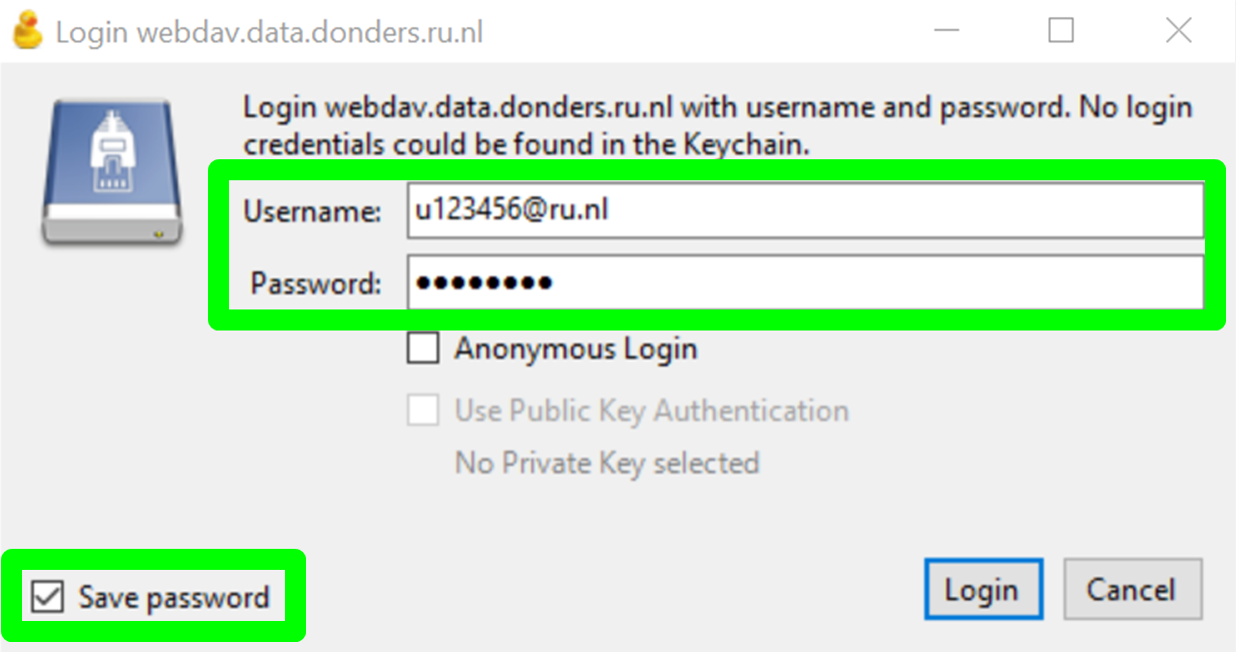 Login webdav.data.donders.ru.nl
Login webdav.data.donders.ru.nl with username and password. No login
credentials could be found in the Keychain.
Username: u123456@ru.nl
Password: ●●●●●●●●
Anonymous Login
Use Public Key Authentication
No Private Key selected
Save password Login Cancel